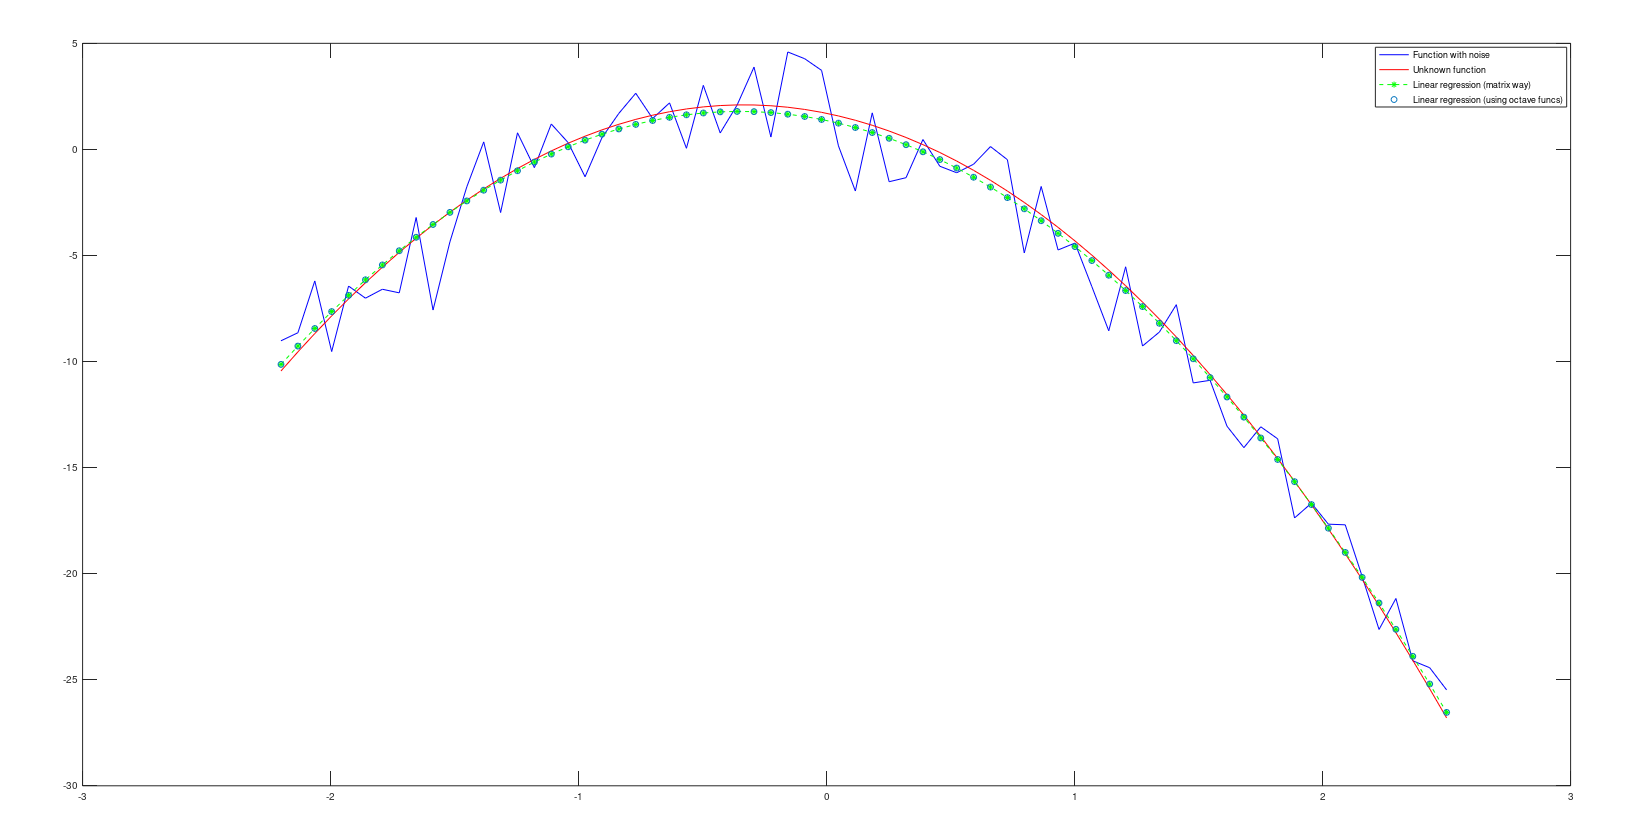 5
0
-5
-10
-15
-20
-25
-30
-3 -2 -1 0 1 2 3
Function with noise
Unknown function
Linear regression (matrix way)
Linear regression (using octave funcs)